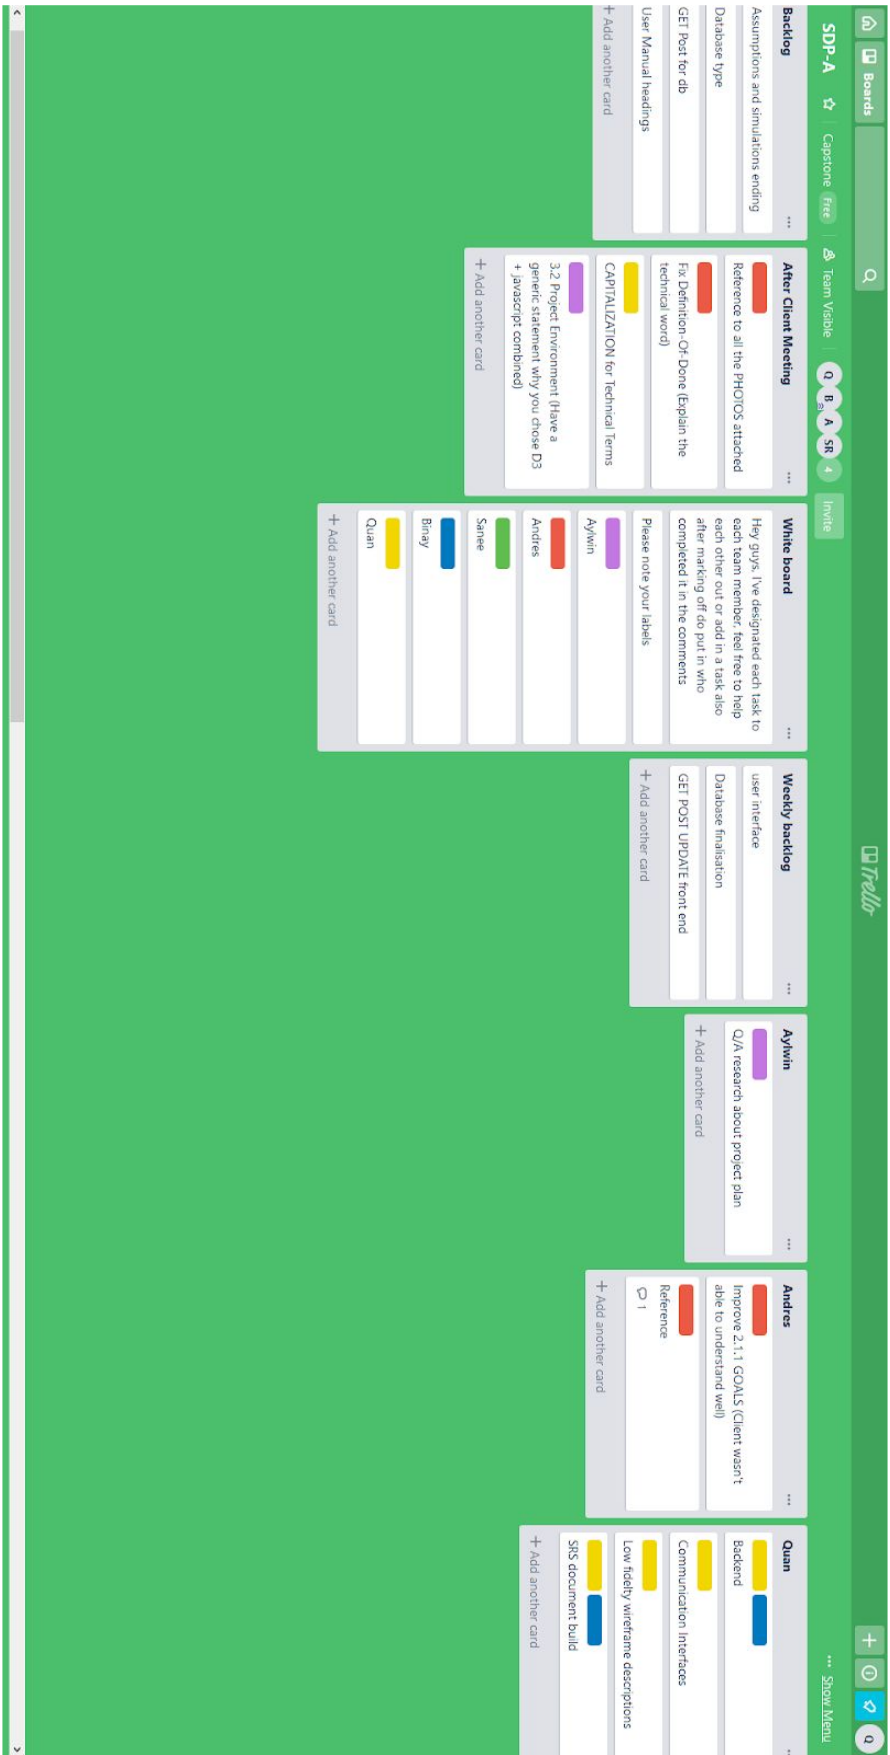 Boards
Trello
SDP-A
Capstone
Free
Team Visible
Q
B
A
SR
4
Invite
Show Menu
Q
Backlog
Assumptions and simulations ending
Database type
GET Post for db
User Manual headings
+ Add another card
After Client Meeting
Reference to all the PHOTOS attached
Fix Definition-Of-Done (Explain the
technical word)
CAPITALIZATION for Technical Terms
3.2 Project Environment (Have a
generic statement why you chose D3
+ javascript combined)
+ Add another card
White board
Hey guys, I've designated each task to
each team member, feel free to help
each other out or add in a task also
after marking off do put in who
completed it in the comments
Please note your labels
Aylwin
Andres
Sanee
Binay
Quan
+ Add another card
Weekly backlog
user interface
Database finalisation
GET POST UPDATE front end
+ Add another card
Aylwin
Q/A research about project plan
+ Add another card
Andres
Improve 2.1.1 GOALS (Client wasn't
able to understand well)
Reference
1
+ Add another card
Quan
Backend
Communication Interfaces
Low fidelty wireframe descriptions
SRS document build
+ Add another card